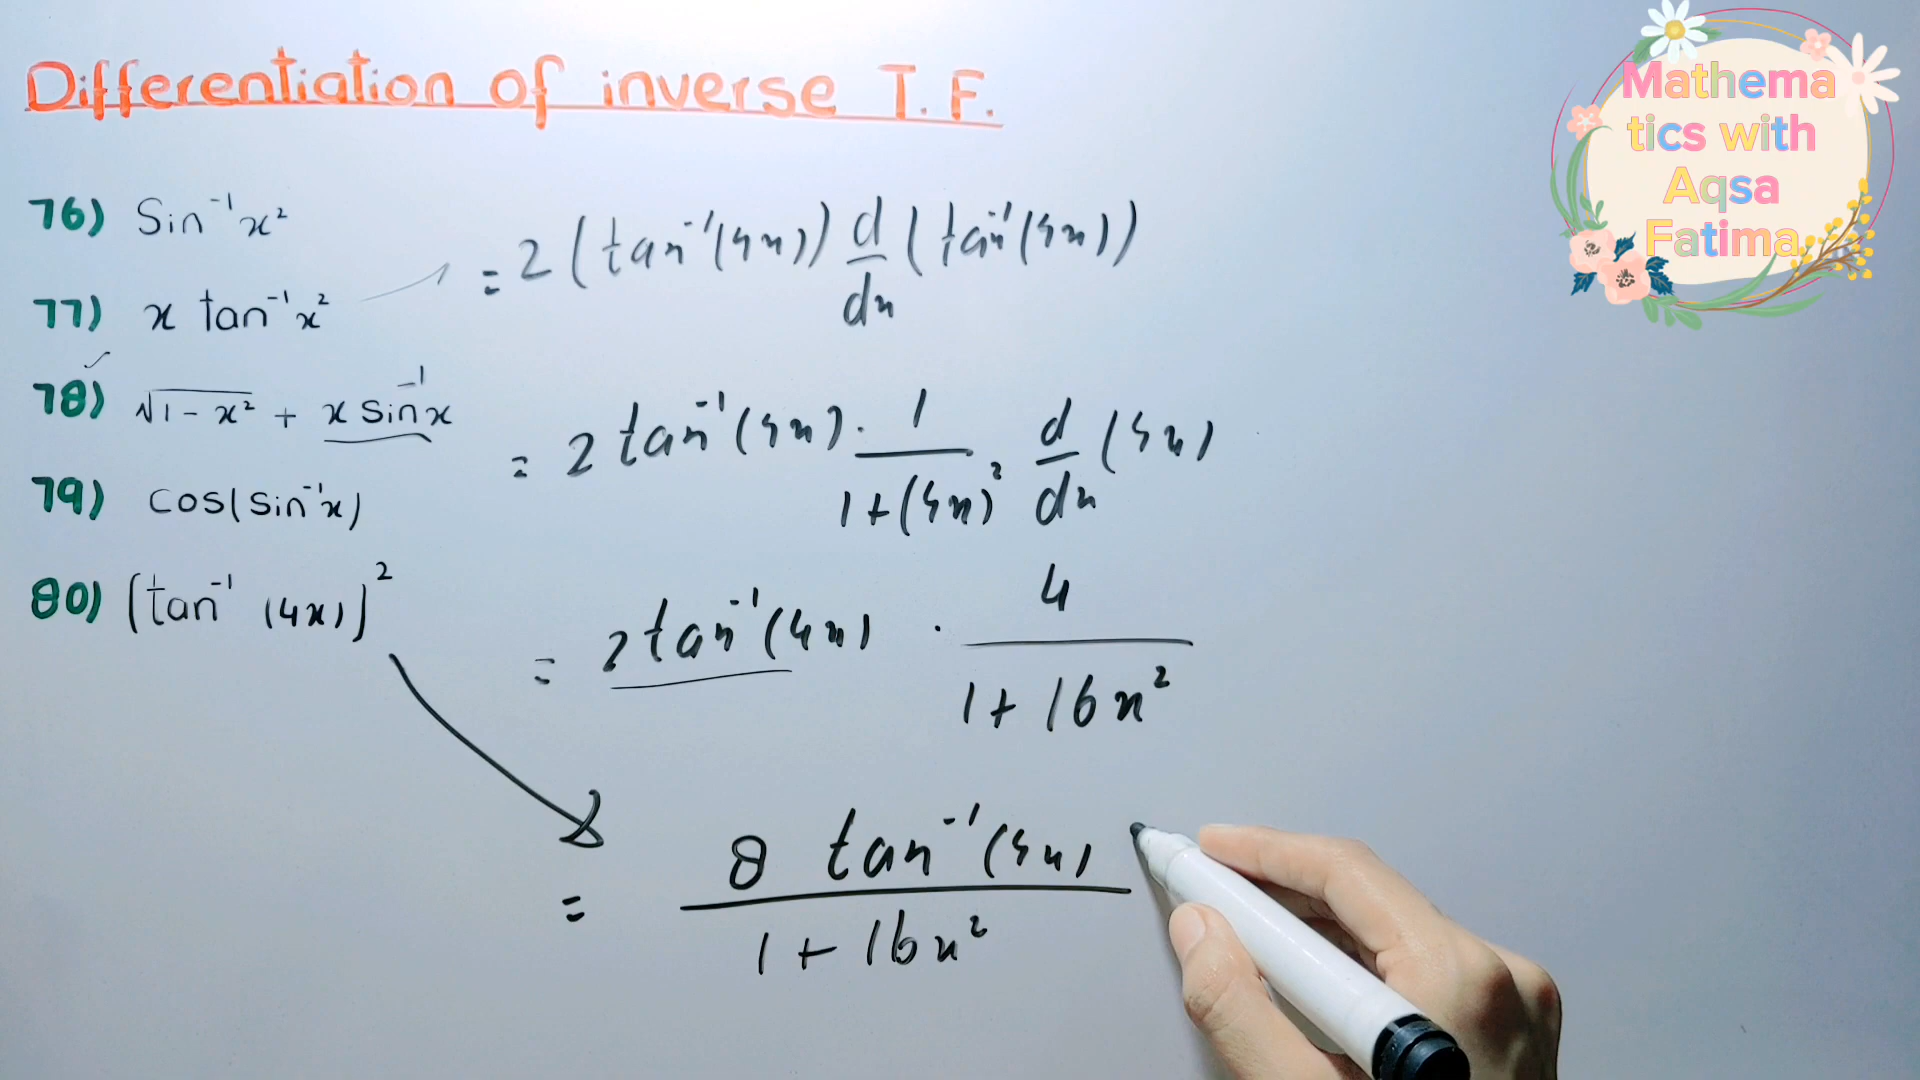 Differentiation of inverse T.F.
Mathema
tics with
Aqsa
Fatima
76) Sin⁻¹x²
77) x tan⁻¹x²
78) √1 - x² + x Sin⁻¹x
79) cos(sin⁻¹x)
80) (tan⁻¹ (4x))²
= 2 (tan⁻¹(4x)) d/dx (tan⁻¹(4x))
= 2 tan⁻¹(4x) · 1/1+(4x)² d/dx (4x)
= 2tan⁻¹(4x) · 4/1+16x²
= 8 tan⁻¹(4x)/1+16x²